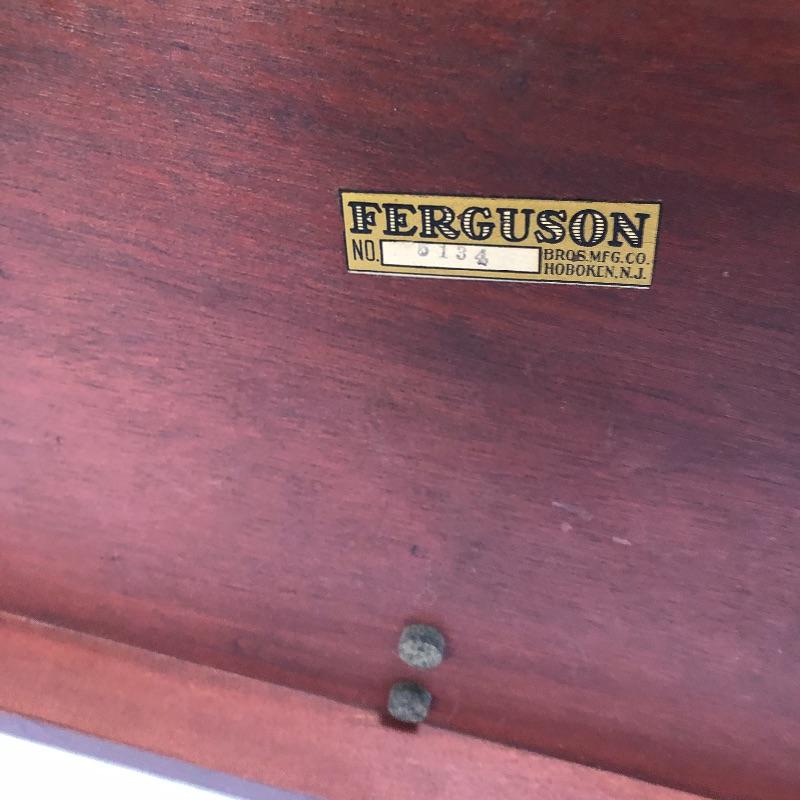 FERGUSON
NO. 5134 BROS. MFG. CO.
HOBOKEN, N.J.